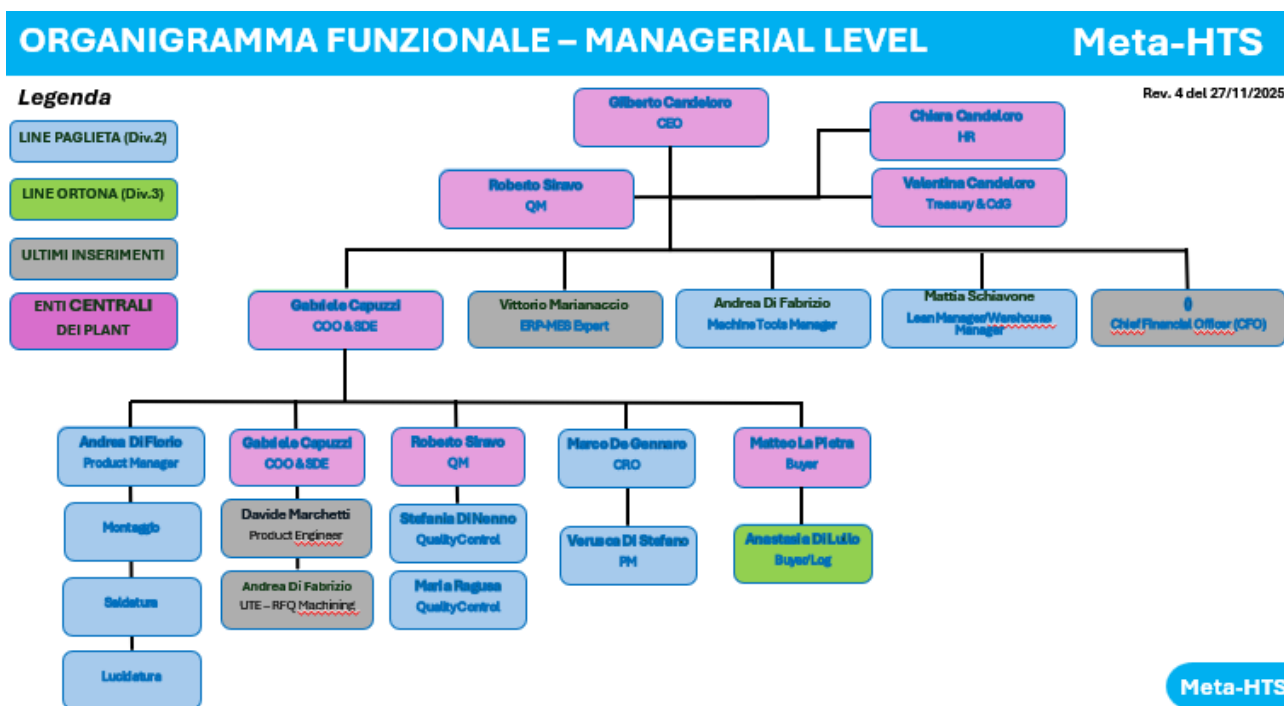 ORGANIGRAMMA FUNZIONALE – MANAGERIAL LEVEL
Meta-HTS
Legenda
Rev. 4 del 27/11/2025
LINE PAGLIETA (Div.2)
LINE ORTONA (Div.3)
ULTIMI INSERIMENTI
ENTI CENTRALI
DEI PLANT
Gilberto Candeloro
CEO
Chiara Candeloro
HR
Roberto Siravo
QM
Valentina Candeloro
Treasury & CdG
Gabriele Capuzzi
COO & SDE
Vittorio Marianaccio
ERP-MES Expert
Andrea Di Fabrizio
Machine Tools Manager
Mattia Schiavone
Lean Manager/Warehouse
Manager
0
Chief Financial Officer (CFO)
Andrea Di Florio
Product Manager
Gabriele Capuzzi
COO & SDE
Roberto Siravo
QM
Marco De Gennaro
CRO
Matteo La Pietra
Buyer
Montaggio
Davide Marchetti
Product Engineer
Stefania Di Nenno
Quality Control
Verusca Di Stefano
PM
Anastasia Di Lullo
Buyer/Log
Saldatura
Andrea Di Fabrizio
UTE – RFQ Machining
Maria Ragusa
Quality Control
Lucidatura
Meta-HTS